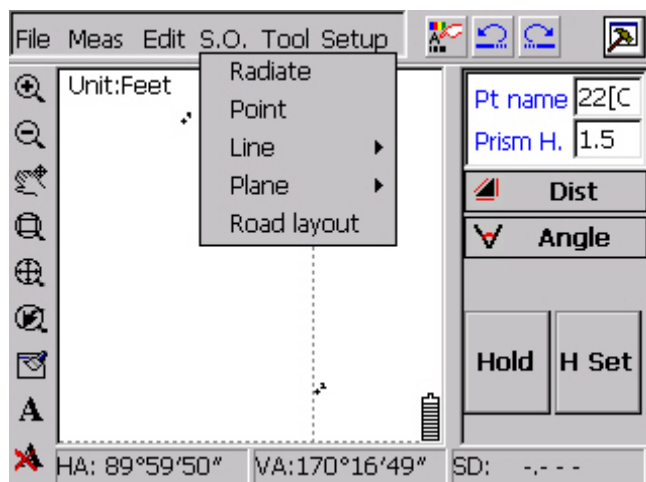 File Meas Edit S.O. Tool Setup
Unit:Feet
Radiate
Point
Line
Plane
Road layout
Pt name 22[C
Prism H. 1.5
Dist
Angle
Hold H Set
A
HA: 89°59′50″ VA:170°16′49″ SD: -.- - -